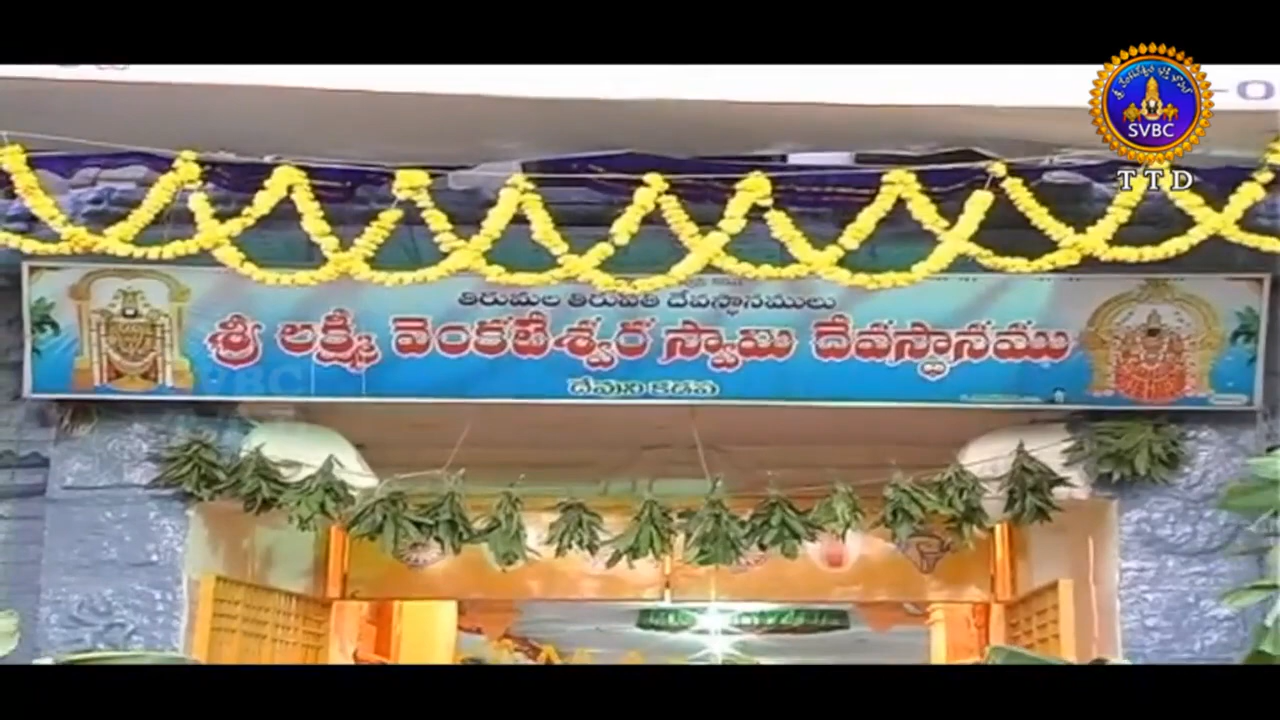 SVBC
TTD
తిరుమల తిరుపతి దేవస్థానములు
శ్రీ లక్ష్మీ వెంకటేశ్వర స్వామి దేవస్థానము
దేవుని కడప